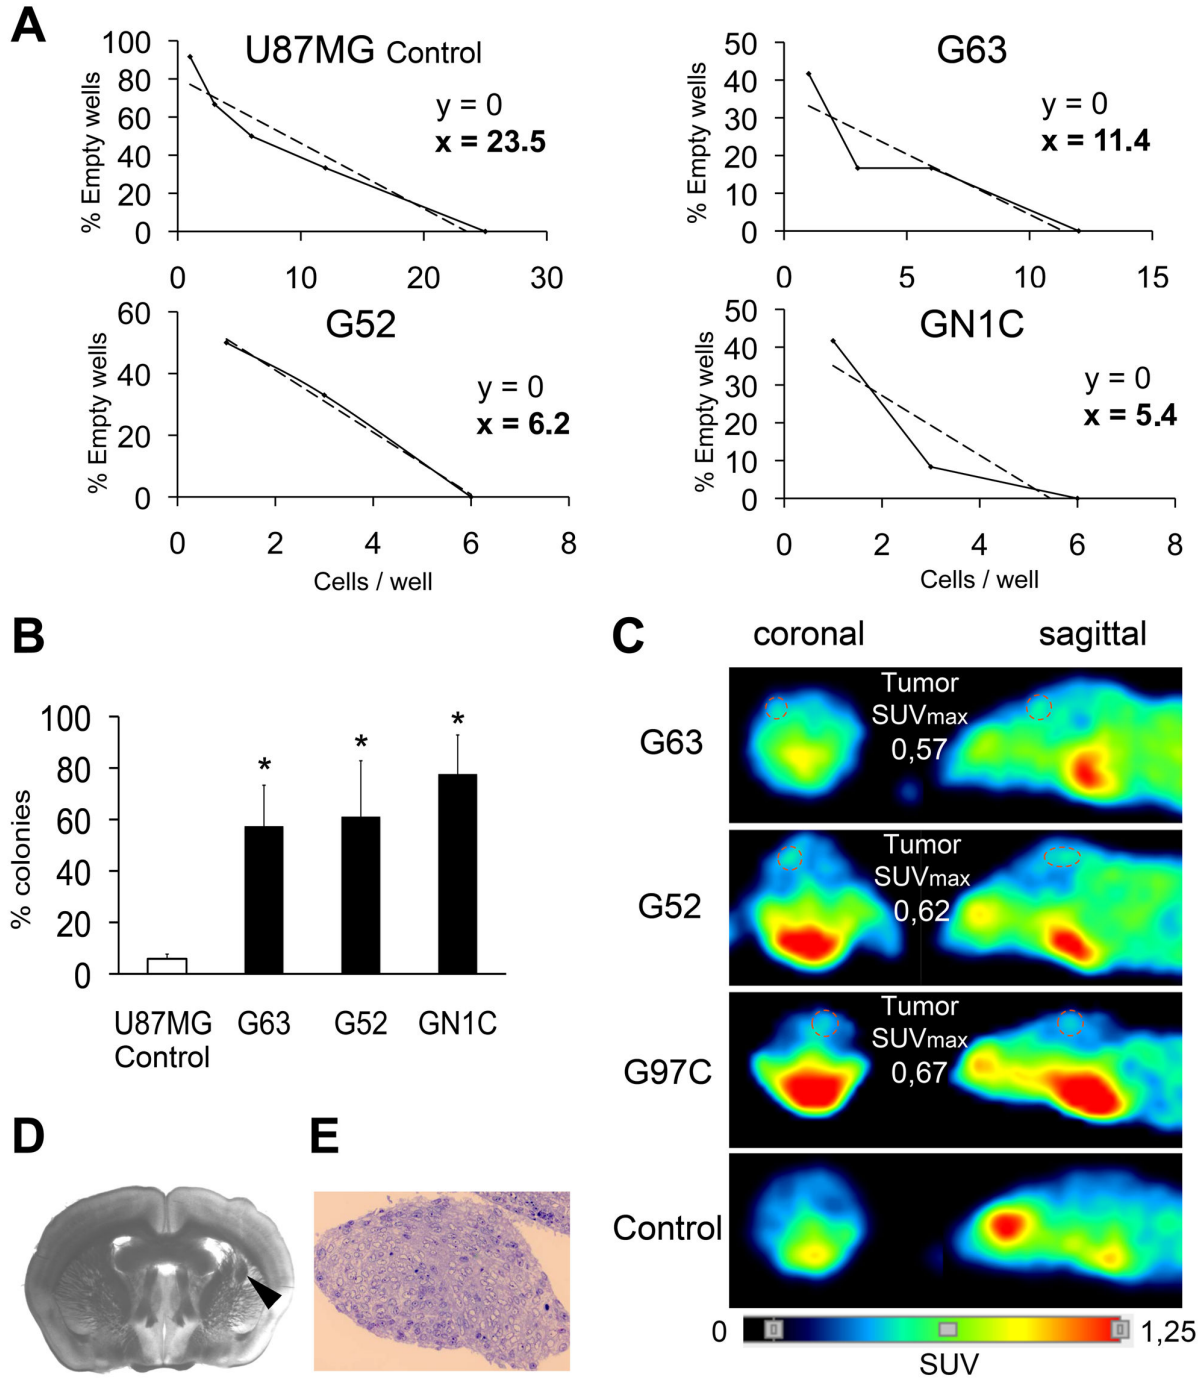 A
U87MG Control
% Empty wells
100
80
60
40
20
0
y = 0
x = 23.5
0 10 20 30
G63
% Empty wells
50
40
30
20
10
0
y = 0
x = 11.4
0 5 10 15
G52
% Empty wells
60
40
20
0
y = 0
x = 6.2
0 2 4 6 8
Cells / well
GN1C
% Empty wells
50
40
30
20
10
0
y = 0
x = 5.4
0 2 4 6 8
Cells / well
B
% colonies
100
80
60
40
20
0
* * *
U87MG G63 G52 GN1C
Control
C
coronal sagittal
G63
Tumor
SUVmax
0,57
G52
Tumor
SUVmax
0,62
G97C
Tumor
SUVmax
0,67
Control
0 1,25
SUV
D
E